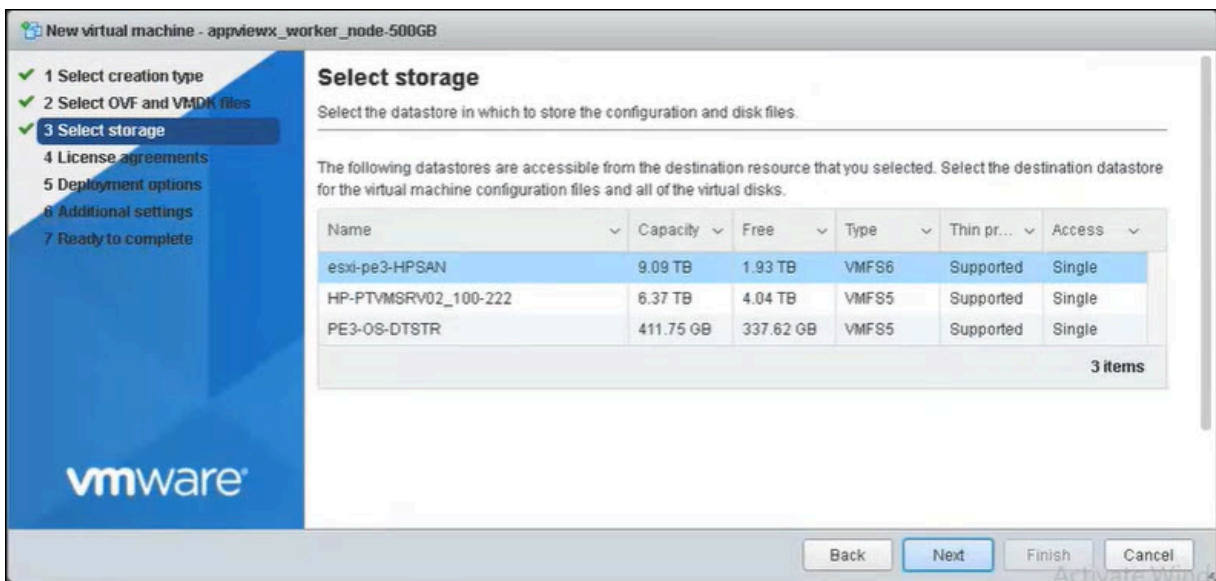 New virtual machine - appviewx_worker_node-500GB
1 Select creation type
2 Select OVF and VMDK files
3 Select storage
4 License agreements
5 Deployment options
6 Additional settings
7 Ready to complete
vmware®
Select storage
Select the datastore in which to store the configuration and disk files.
The following datastores are accessible from the destination resource that you selected. Select the destination datastore
for the virtual machine configuration files and all of the virtual disks.
Name Capacity Free Type Thin pr... Access
esxi-pe3-HPSAN 9.09 TB 1.93 TB VMFS6 Supported Single
HP-PTVMSRV02_100-222 6.37 TB 4.04 TB VMFS5 Supported Single
PE3-OS-DTSTR 411.75 GB 337.62 GB VMFS5 Supported Single
3 items
Back Next Finish Cancel
Activate Wind